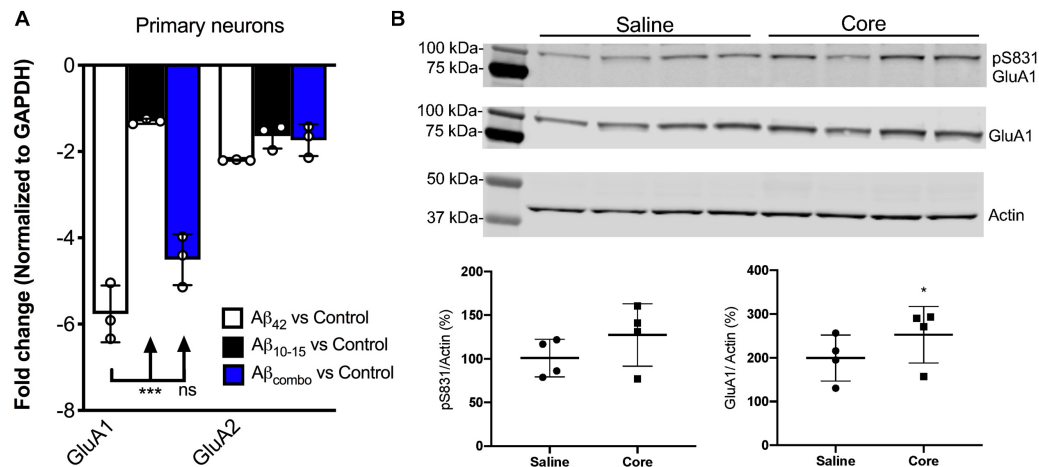 A
Primary neurons
Fold change (Normalized to GAPDH)
0
-2
-4
-6
-8
Aβ42 vs Control
Aβ10-15 vs Control
Aβcombo vs Control
***
ns
GluA1
GluA2
B
Saline
Core
100 kDa-
75 kDa-
pS831
GluA1
100 kDa-
75 kDa-
GluA1
50 kDa-
37 kDa-
Actin
pS831/Actin (%)
200
150
100
50
0
Saline
Core
GluA1/ Actin (%)
400
300
200
100
0
*
Saline
Core